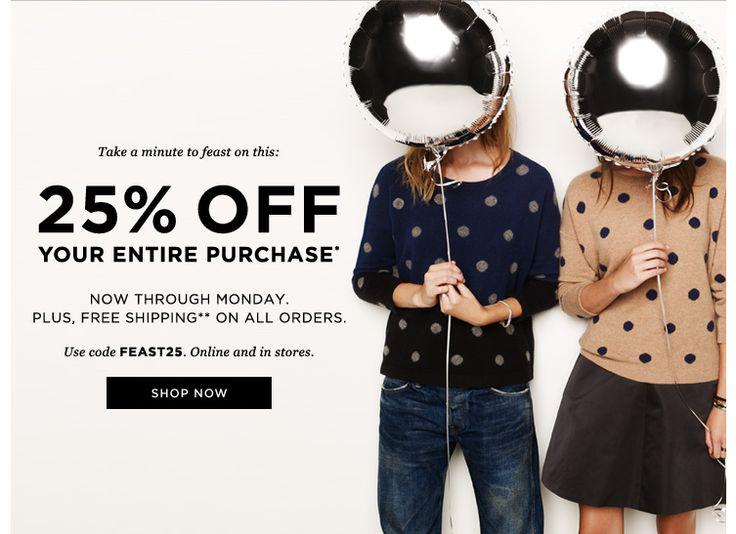 Take a minute to feast on this:
25% OFF
YOUR ENTIRE PURCHASE*
NOW THROUGH MONDAY.
PLUS, FREE SHIPPING** ON ALL ORDERS.
Use code FEAST25. Online and in stores.
SHOP NOW